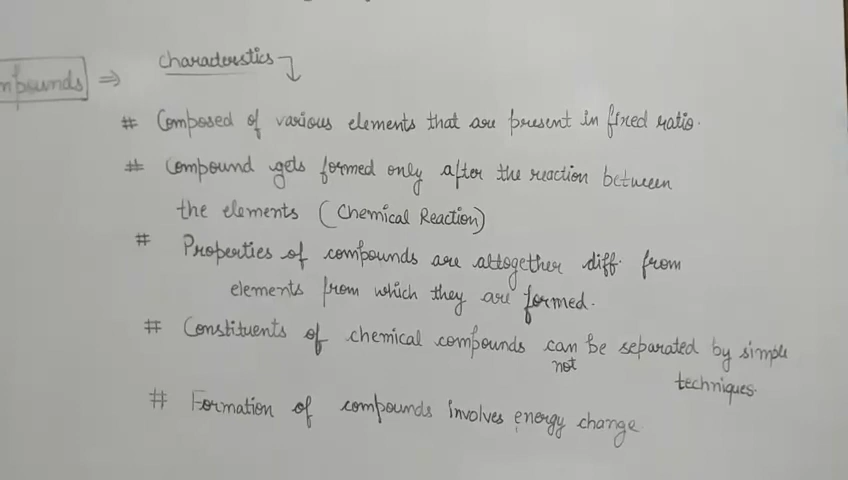 characterstics
mpounds ⇒
# Composed of various elements that are present in fixed ratio.
# Compound gets formed only after the reaction between
the elements (Chemical Reaction)
# Properties of compounds are altogether diff. from
elements from which they are formed.
# Constituents of chemical compounds can be separated by simple
not
techniques.
# Formation of compounds involves energy change